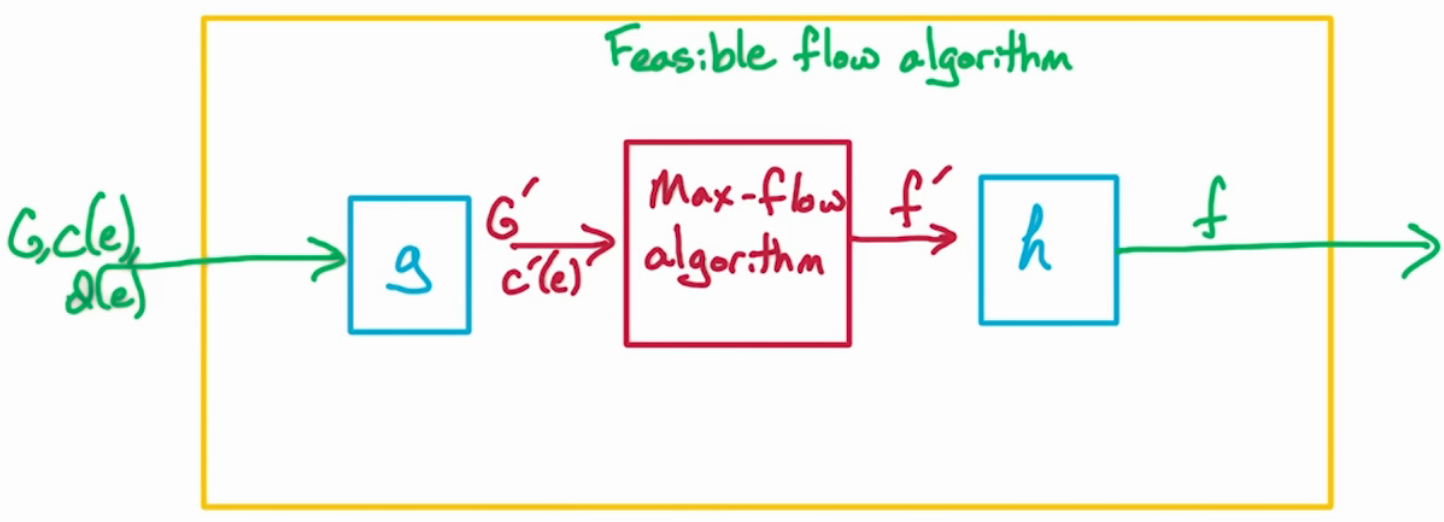 Feasible flow algorithm
G, c(e),
d(e)
g
G′
c′(e)
Max-flow
algorithm
f′
h
f